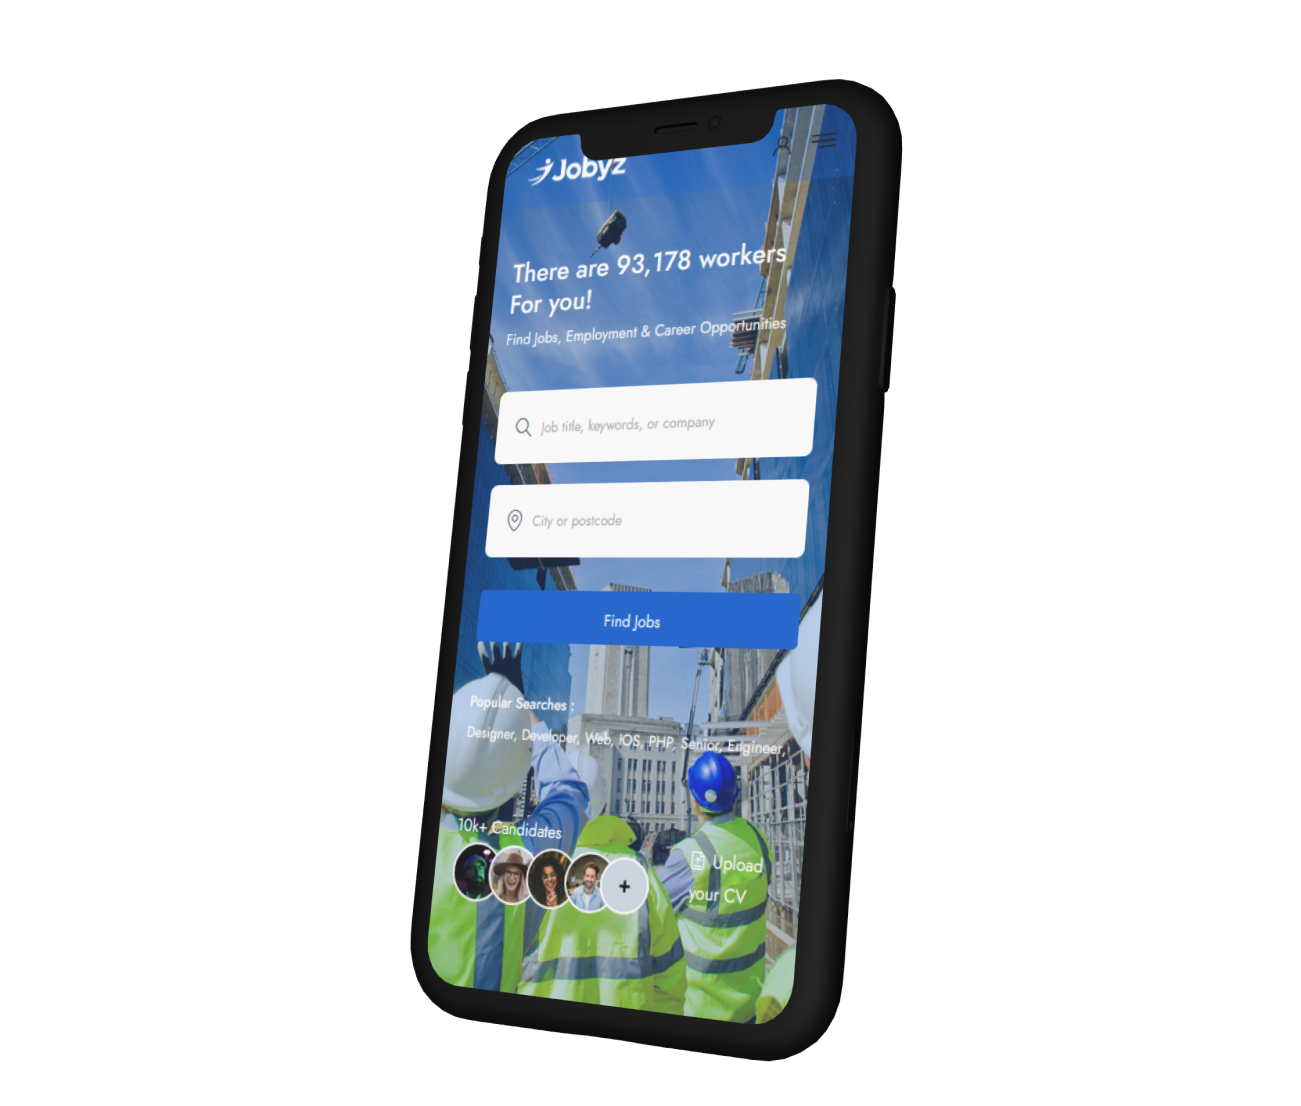 Jobyz
There are 93,178 workers
For you!
Find Jobs, Employment & Career Opportunities
Job title, keywords, or company
City or postcode
Find Jobs
Popular Searches :
Designer, Developer, Web, IOS, PHP, Senior, Engineer,
10k+ Candidates
+
Upload
your CV